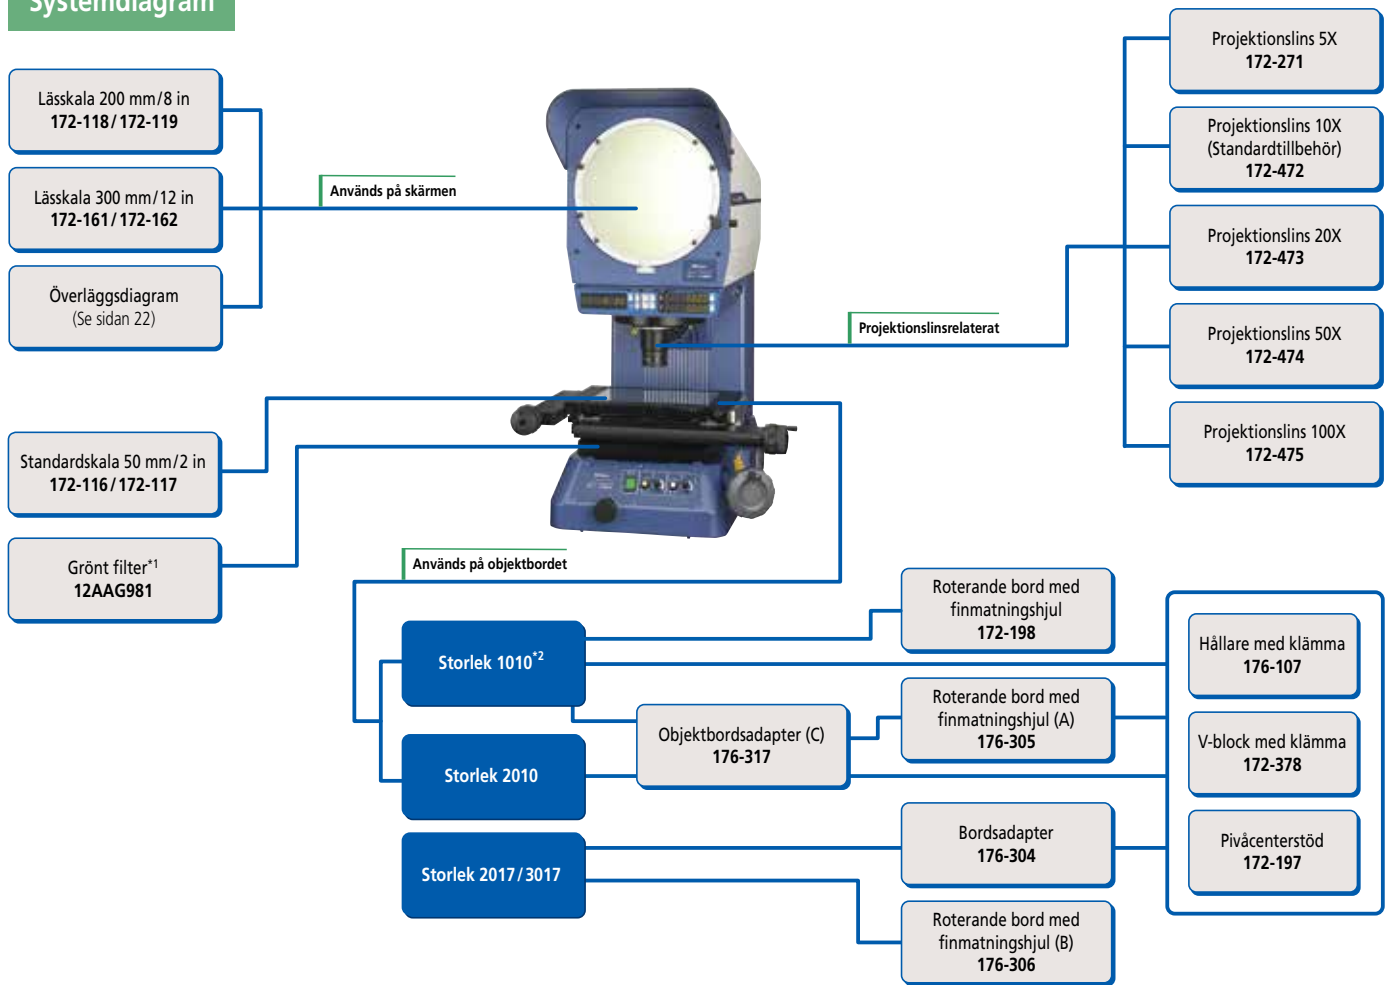 Systemdiagram
Lässkala 200 mm/8 in
172-118/172-119
Lässkala 300 mm/12 in
172-161/172-162
Överläggsdiagram
(Se sidan 22)
Används på skärmen
Standardskala 50 mm/2 in
172-116/172-117
Grönt filter*1
12AAG981
Projektionslinsrelaterat
Projektionslins 5X
172-271
Projektionslins 10X
(Standardtillbehör)
172-472
Projektionslins 20X
172-473
Projektionslins 50X
172-474
Projektionslins 100X
172-475
Används på objektbordet
Storlek 1010*2
Storlek 2010
Storlek 2017/3017
Objektbordsadapter (C)
176-317
Roterande bord med
finmatningshjul
172-198
Roterande bord med
finmatningshjul (A)
176-305
Bordsadapter
176-304
Roterande bord med
finmatningshjul (B)
176-306
Hållare med klämma
176-107
V-block med klämma
172-378
Pivåcenterstöd
172-197